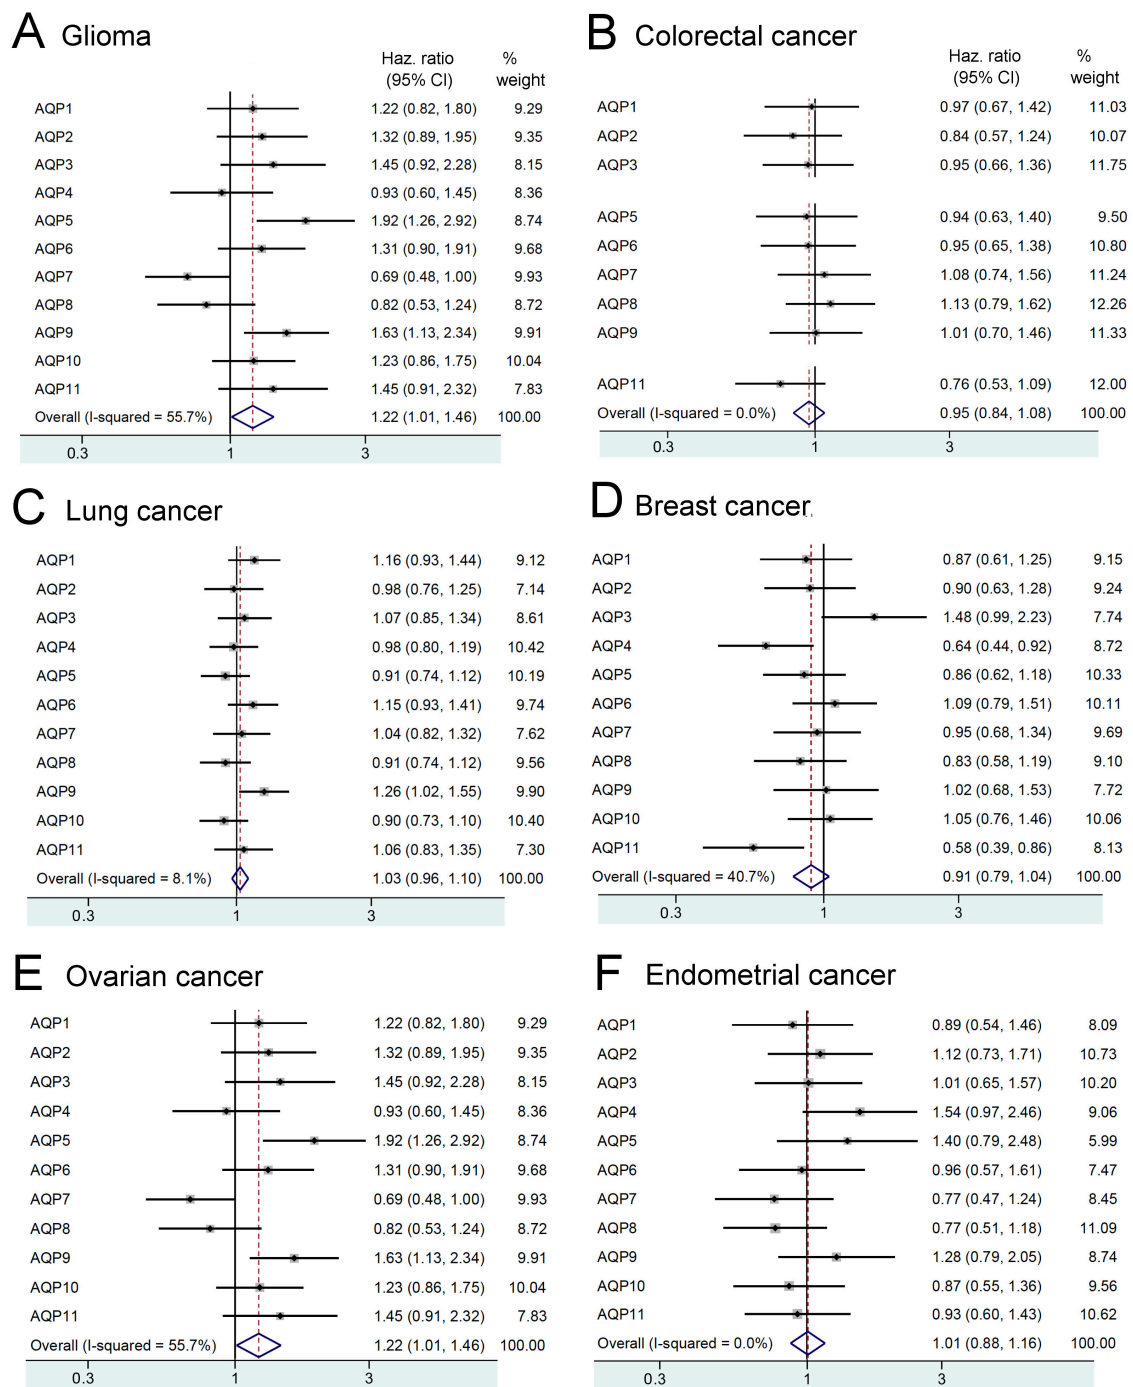 A Glioma
Haz. ratio %
(95% CI) weight
AQP1 1.22 (0.82, 1.80) 9.29
AQP2 1.32 (0.89, 1.95) 9.35
AQP3 1.45 (0.92, 2.28) 8.15
AQP4 0.93 (0.60, 1.45) 8.36
AQP5 1.92 (1.26, 2.92) 8.74
AQP6 1.31 (0.90, 1.91) 9.68
AQP7 0.69 (0.48, 1.00) 9.93
AQP8 0.82 (0.53, 1.24) 8.72
AQP9 1.63 (1.13, 2.34) 9.91
AQP10 1.23 (0.86, 1.75) 10.04
AQP11 1.45 (0.91, 2.32) 7.83
Overall (I-squared = 55.7%) 1.22 (1.01, 1.46) 100.00
0.3 1 3
B Colorectal cancer
Haz. ratio %
(95% CI) weight
AQP1 0.97 (0.67, 1.42) 11.03
AQP2 0.84 (0.57, 1.24) 10.07
AQP3 0.95 (0.66, 1.36) 11.75
AQP5 0.94 (0.63, 1.40) 9.50
AQP6 0.95 (0.65, 1.38) 10.80
AQP7 1.08 (0.74, 1.56) 11.24
AQP8 1.13 (0.79, 1.62) 12.26
AQP9 1.01 (0.70, 1.46) 11.33
AQP11 0.76 (0.53, 1.09) 12.00
Overall (I-squared = 0.0%) 0.95 (0.84, 1.08) 100.00
0.3 1 3
C Lung cancer
AQP1 1.16 (0.93, 1.44) 9.12
AQP2 0.98 (0.76, 1.25) 7.14
AQP3 1.07 (0.85, 1.34) 8.61
AQP4 0.98 (0.80, 1.19) 10.42
AQP5 0.91 (0.74, 1.12) 10.19
AQP6 1.15 (0.93, 1.41) 9.74
AQP7 1.04 (0.82, 1.32) 7.62
AQP8 0.91 (0.74, 1.12) 9.56
AQP9 1.26 (1.02, 1.55) 9.90
AQP10 0.90 (0.73, 1.10) 10.40
AQP11 1.06 (0.83, 1.35) 7.30
Overall (I-squared = 8.1%) 1.03 (0.96, 1.10) 100.00
0.3 1 3
D Breast cancer
AQP1 0.87 (0.61, 1.25) 9.15
AQP2 0.90 (0.63, 1.28) 9.24
AQP3 1.48 (0.99, 2.23) 7.74
AQP4 0.64 (0.44, 0.92) 8.72
AQP5 0.86 (0.62, 1.18) 10.33
AQP6 1.09 (0.79, 1.51) 10.11
AQP7 0.95 (0.68, 1.34) 9.69
AQP8 0.83 (0.58, 1.19) 9.10
AQP9 1.02 (0.68, 1.53) 7.72
AQP10 1.05 (0.76, 1.46) 10.06
AQP11 0.58 (0.39, 0.86) 8.13
Overall (I-squared = 40.7%) 0.91 (0.79, 1.04) 100.00
0.3 1 3
E Ovarian cancer
AQP1 1.22 (0.82, 1.80) 9.29
AQP2 1.32 (0.89, 1.95) 9.35
AQP3 1.45 (0.92, 2.28) 8.15
AQP4 0.93 (0.60, 1.45) 8.36
AQP5 1.92 (1.26, 2.92) 8.74
AQP6 1.31 (0.90, 1.91) 9.68
AQP7 0.69 (0.48, 1.00) 9.93
AQP8 0.82 (0.53, 1.24) 8.72
AQP9 1.63 (1.13, 2.34) 9.91
AQP10 1.23 (0.86, 1.75) 10.04
AQP11 1.45 (0.91, 2.32) 7.83
Overall (I-squared = 55.7%) 1.22 (1.01, 1.46) 100.00
0.3 1 3
F Endometrial cancer
AQP1 0.89 (0.54, 1.46) 8.09
AQP2 1.12 (0.73, 1.71) 10.73
AQP3 1.01 (0.65, 1.57) 10.20
AQP4 1.54 (0.97, 2.46) 9.06
AQP5 1.40 (0.79, 2.48) 5.99
AQP6 0.96 (0.57, 1.61) 7.47
AQP7 0.77 (0.47, 1.24) 8.45
AQP8 0.77 (0.51, 1.18) 11.09
AQP9 1.28 (0.79, 2.05) 8.74
AQP10 0.87 (0.55, 1.36) 9.56
AQP11 0.93 (0.60, 1.43) 10.62
Overall (I-squared = 0.0%) 1.01 (0.88, 1.16) 100.00
0.3 1 3